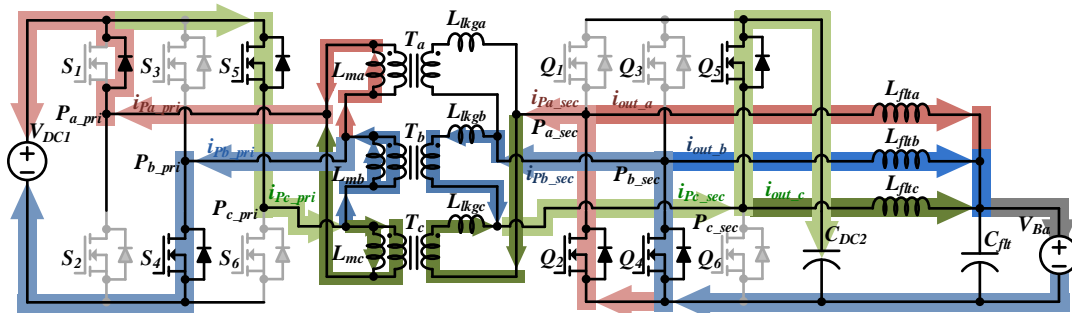 L_lkga
T_a
Q_1
Q_3
Q_5
L_flta
S_1
S_3
S_5
L_ma
i_Pa_pri
P_a_pri
i_Pa_sec
P_a_sec
i_out_a
V_DC1
L_lkgb
T_b
i_Pb_pri
P_b_pri
L_mb
i_Pb_sec
P_b_sec
i_out_b
L_fltb
i_Pc_pri
P_c_pri
L_lkgc
T_c
L_mc
i_Pc_sec
P_c_sec
i_out_c
L_fltc
S_2
S_4
S_6
Q_2
Q_4
Q_6
C_DC2
C_flt
V_Ba